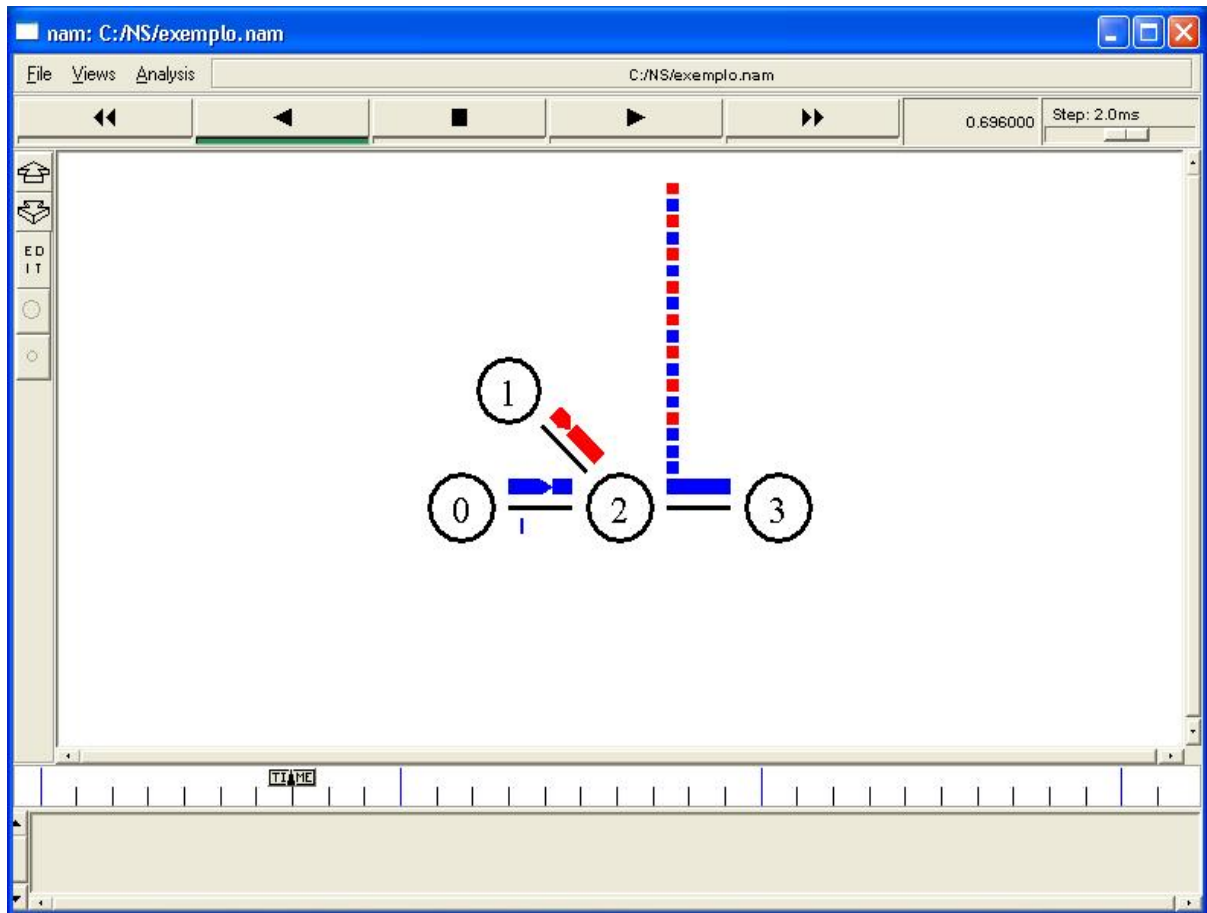 nam: C:/NS/exemplo.nam
File Views Analysis C:/NS/exemplo.nam
0.696000 Step: 2.0ms
ED
IT
1
0 2 3
TIME